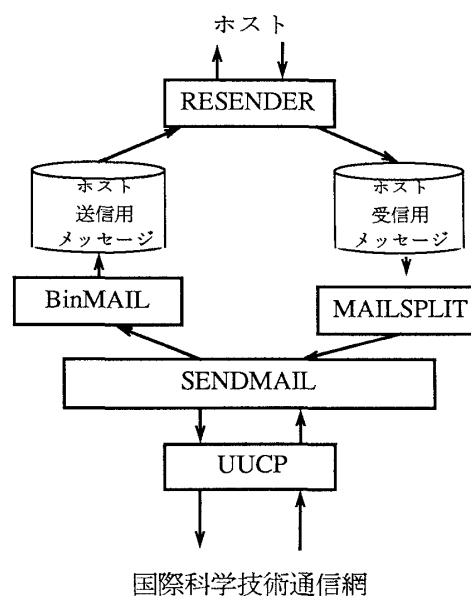 ホスト
RESENDER
ホスト
送信用
メッセージ
ホスト
受信用
メッセージ
BinMAIL
MAILSPLIT
SENDMAIL
UUCP
国際科学技術通信網